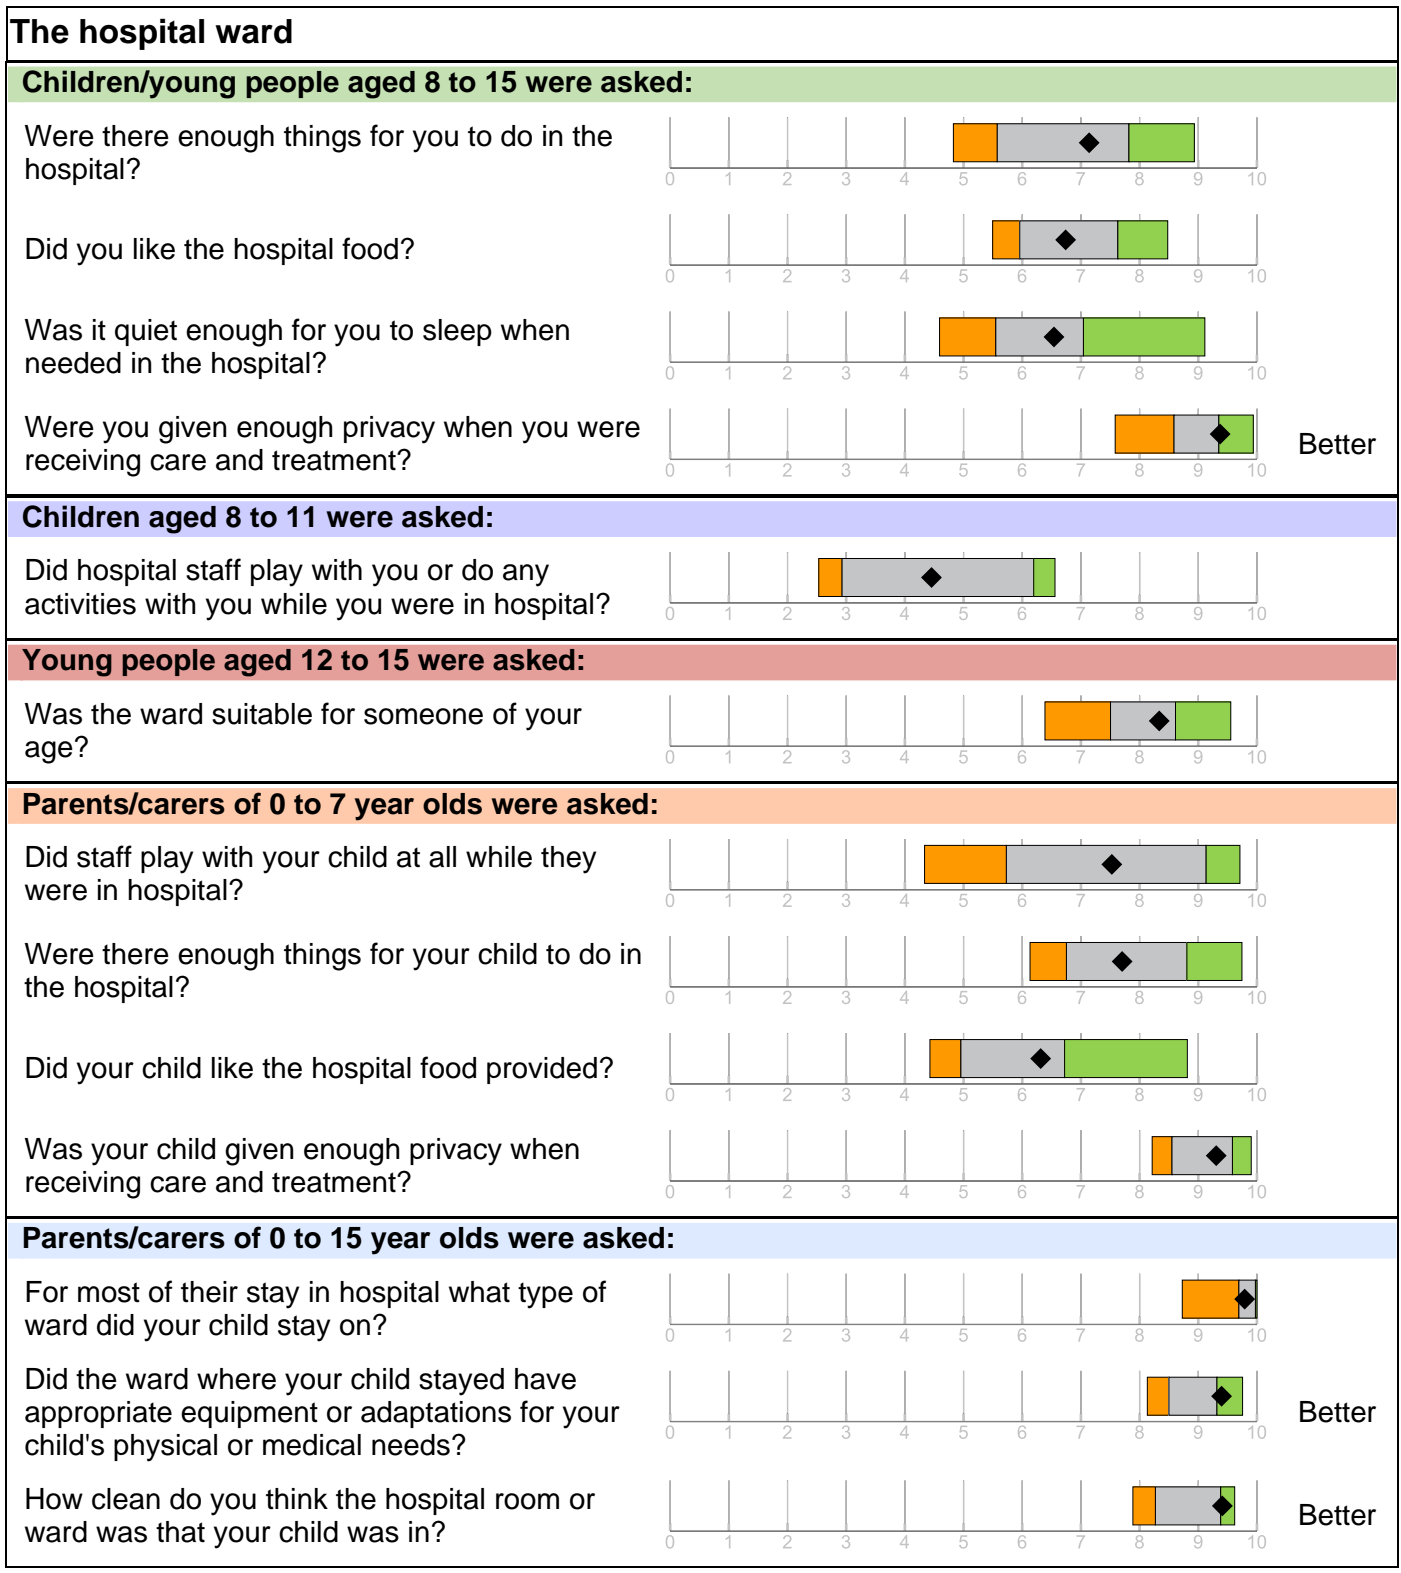 The hospital ward
Children/young people aged 8 to 15 were asked:
Were there enough things for you to do in the
hospital?
0 1 2 3 4 5 6 7 8 9 10
Did you like the hospital food?
0 1 2 3 4 5 6 7 8 9 10
Was it quiet enough for you to sleep when
needed in the hospital?
0 1 2 3 4 5 6 7 8 9 10
Were you given enough privacy when you were
receiving care and treatment?
0 1 2 3 4 5 6 7 8 9 10
Better
Children aged 8 to 11 were asked:
Did hospital staff play with you or do any
activities with you while you were in hospital?
0 1 2 3 4 5 6 7 8 9 10
Young people aged 12 to 15 were asked:
Was the ward suitable for someone of your
age?
0 1 2 3 4 5 6 7 8 9 10
Parents/carers of 0 to 7 year olds were asked:
Did staff play with your child at all while they
were in hospital?
0 1 2 3 4 5 6 7 8 9 10
Were there enough things for your child to do in
the hospital?
0 1 2 3 4 5 6 7 8 9 10
Did your child like the hospital food provided?
0 1 2 3 4 5 6 7 8 9 10
Was your child given enough privacy when
receiving care and treatment?
0 1 2 3 4 5 6 7 8 9 10
Parents/carers of 0 to 15 year olds were asked:
For most of their stay in hospital what type of
ward did your child stay on?
0 1 2 3 4 5 6 7 8 9 10
Did the ward where your child stayed have
appropriate equipment or adaptations for your
child's physical or medical needs?
0 1 2 3 4 5 6 7 8 9 10
Better
How clean do you think the hospital room or
ward was that your child was in?
0 1 2 3 4 5 6 7 8 9 10
Better